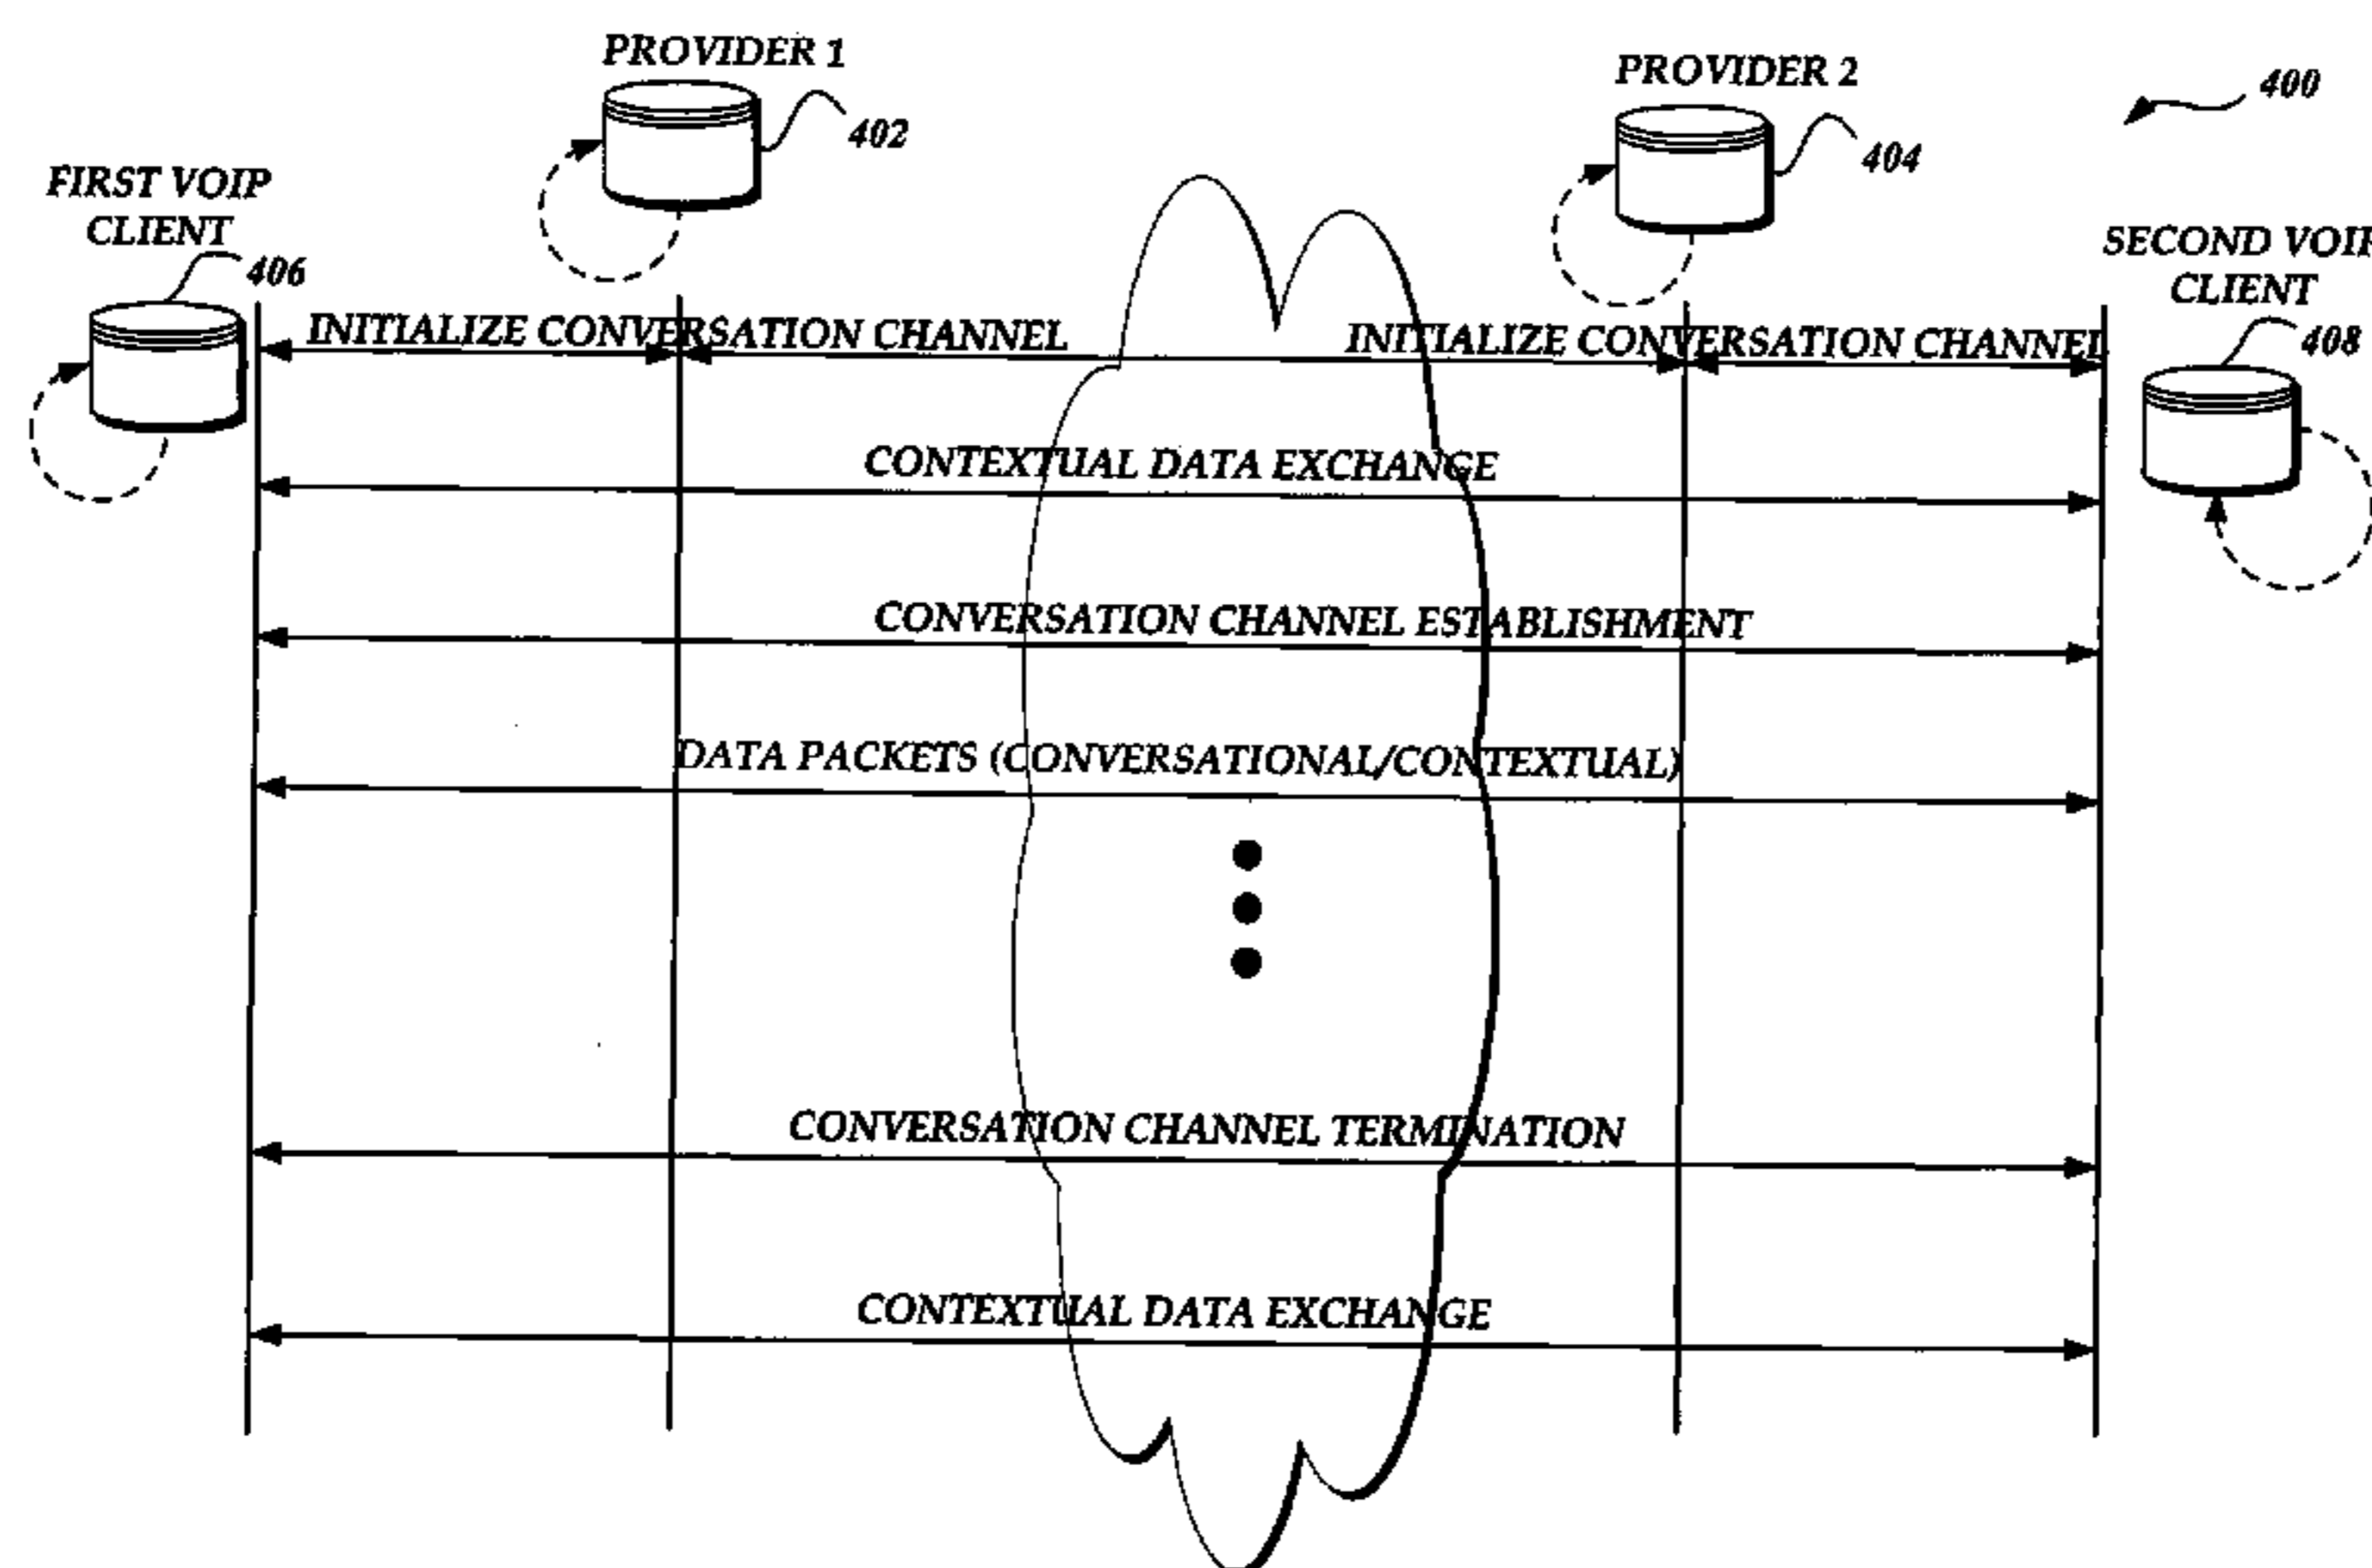 PROVIDER 1
402
PROVIDER 2
404
400
FIRST VOIP
CLIENT
406
SECOND VOIP
CLIENT
408
INITIALIZE CONVERSATION CHANNEL
INITIALIZE CONVERSATION CHANNEL
CONTEXTUAL DATA EXCHANGE
CONVERSATION CHANNEL ESTABLISHMENT
DATA PACKETS (CONVERSATIONAL/CONTEXTUAL)
CONVERSATION CHANNEL TERMINATION
CONTEXTUAL DATA EXCHANGE